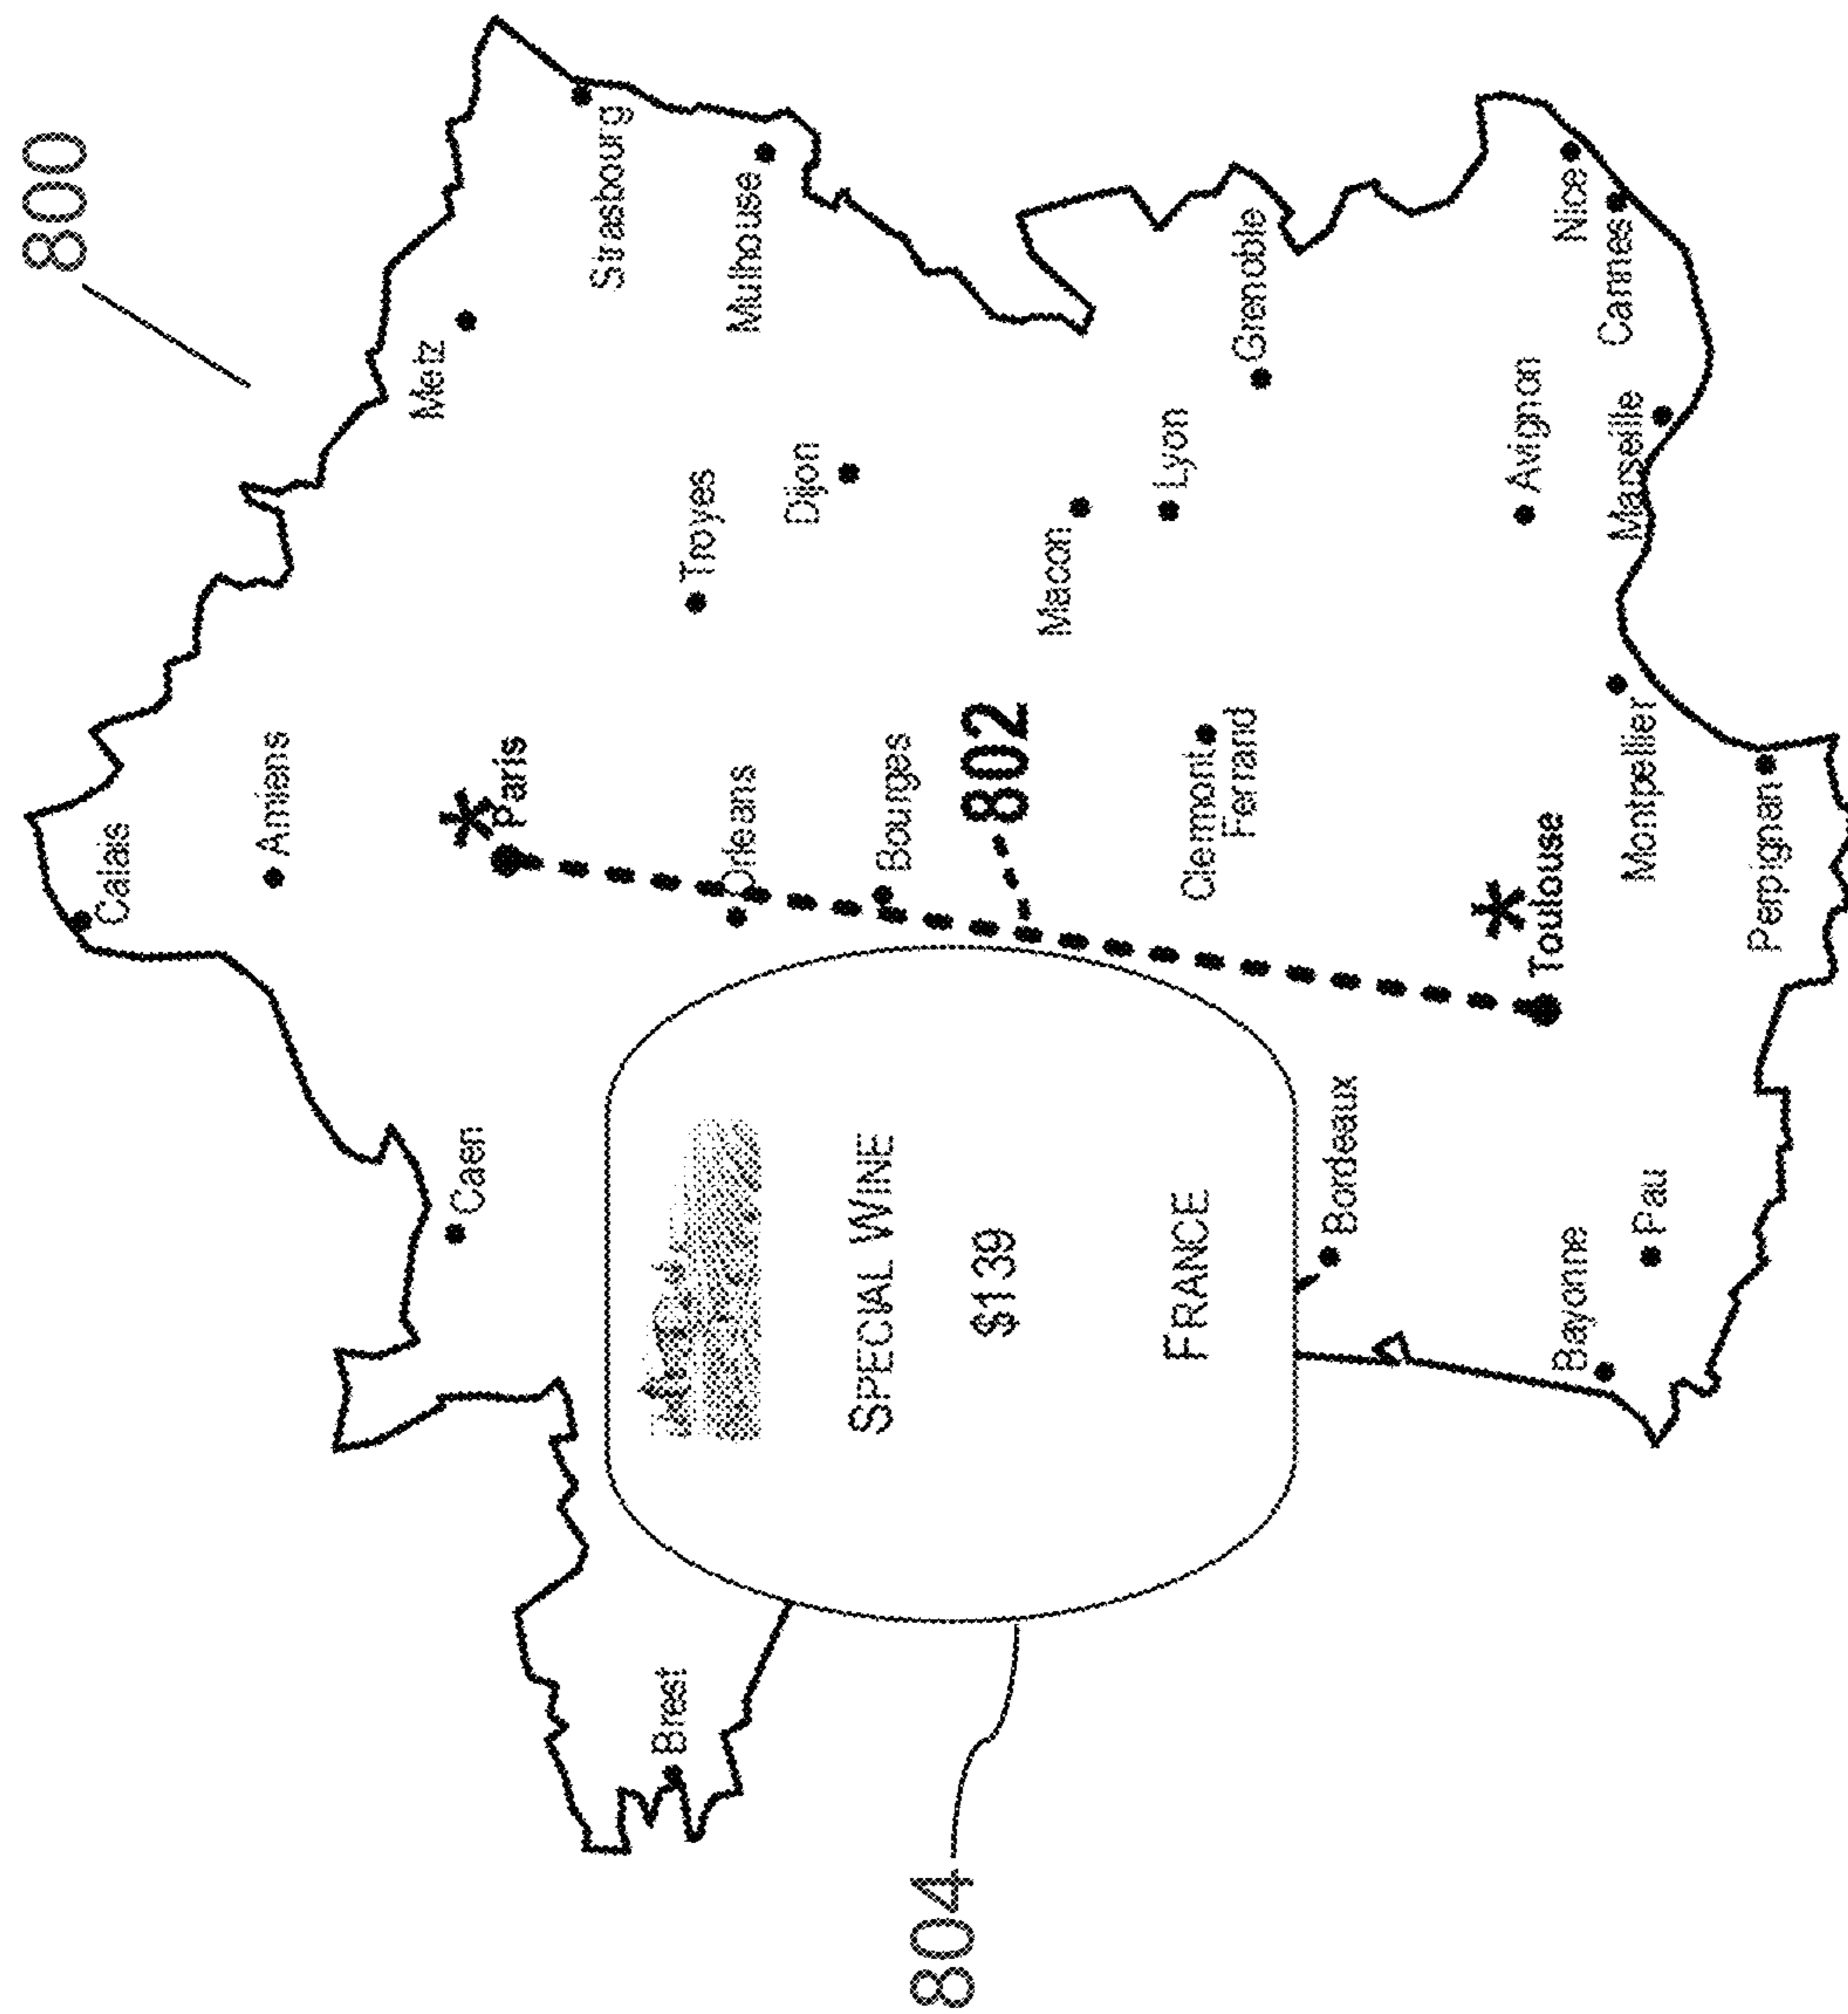 800
Calais
Amiens
Paris
Caen
Metz
Strasbourg
Mulhouse
Troyes
Dijon
Orleans
Bourges
802
Brest
SPECIAL WINE
$139
FRANCE
804
Macon
Lyon
Clermont
Ferrand
Grenoble
Bordeaux
Toulouse
Avignon
Nice
Cannes
Marseille
Montpellier
Bayonne
Pau
Perpignan